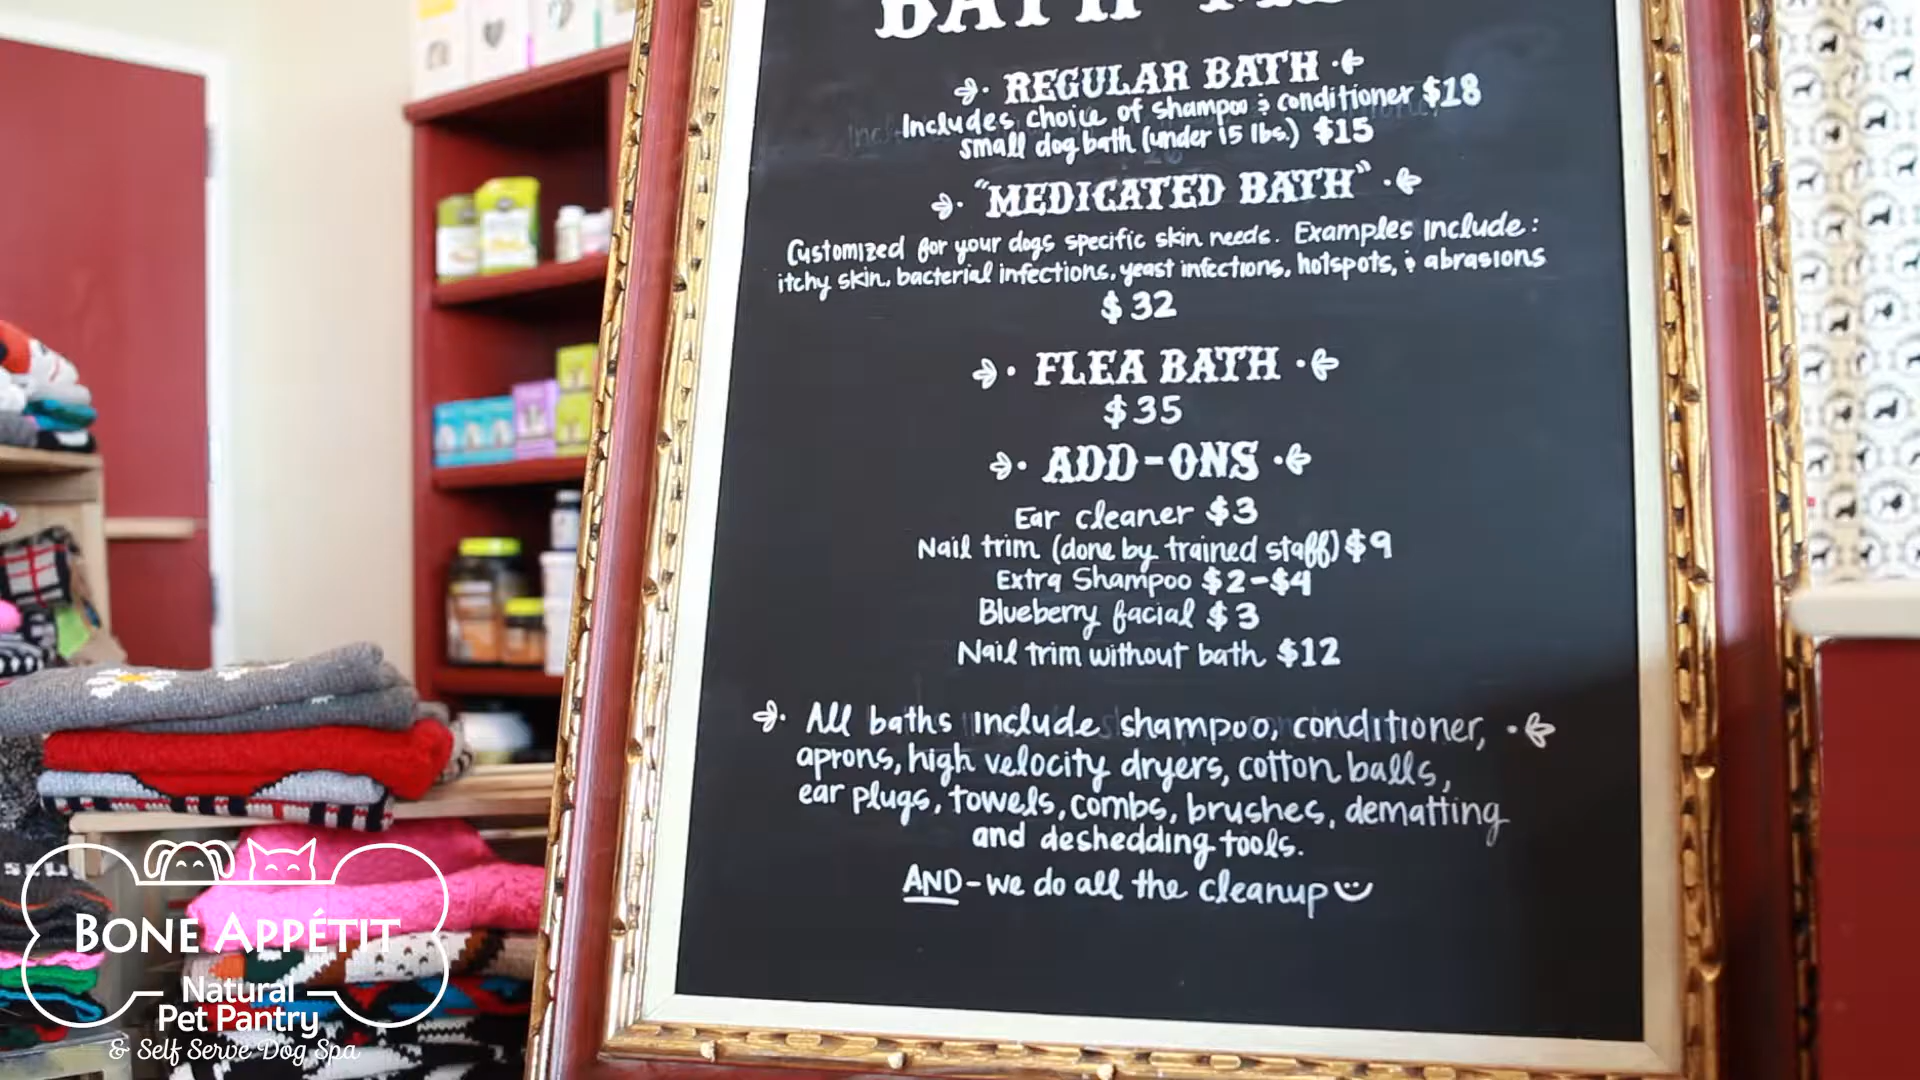 BATH
REGULAR BATH
Includes choice of shampoo & conditioner $18
small dog bath (under 15 lbs.) $15
"MEDICATED BATH"
Customized for your dogs specific skin needs. Examples Include:
itchy skin, bacterial infections, yeast infections, hotspots, & abrasions
$32
FLEA BATH
$35
ADD-ONS
Ear cleaner $3
Nail trim (done by trained staff) $9
Extra Shampoo $2-$4
Blueberry facial $3
Nail trim without bath $12
All baths include shampoo, conditioner,
aprons, high velocity dryers, cotton balls,
ear plugs, towels, combs, brushes, dematting
and deshedding tools.
AND-we do all the cleanup
BONE APPÉTIT
Natural
Pet Pantry
& Self Serve Dog Spa